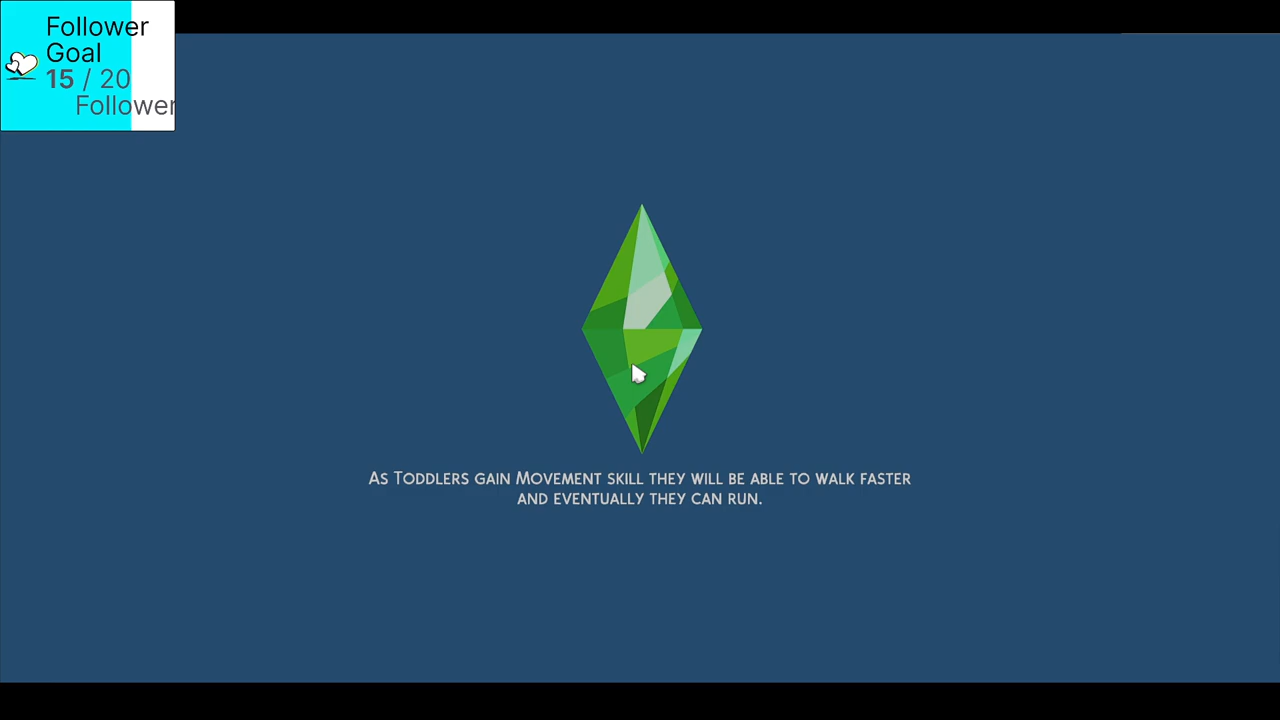 Follower
Goal
15 / 20
Follower
As Toddlers gain Movement skill they will be able to walk faster
and eventually they can run.